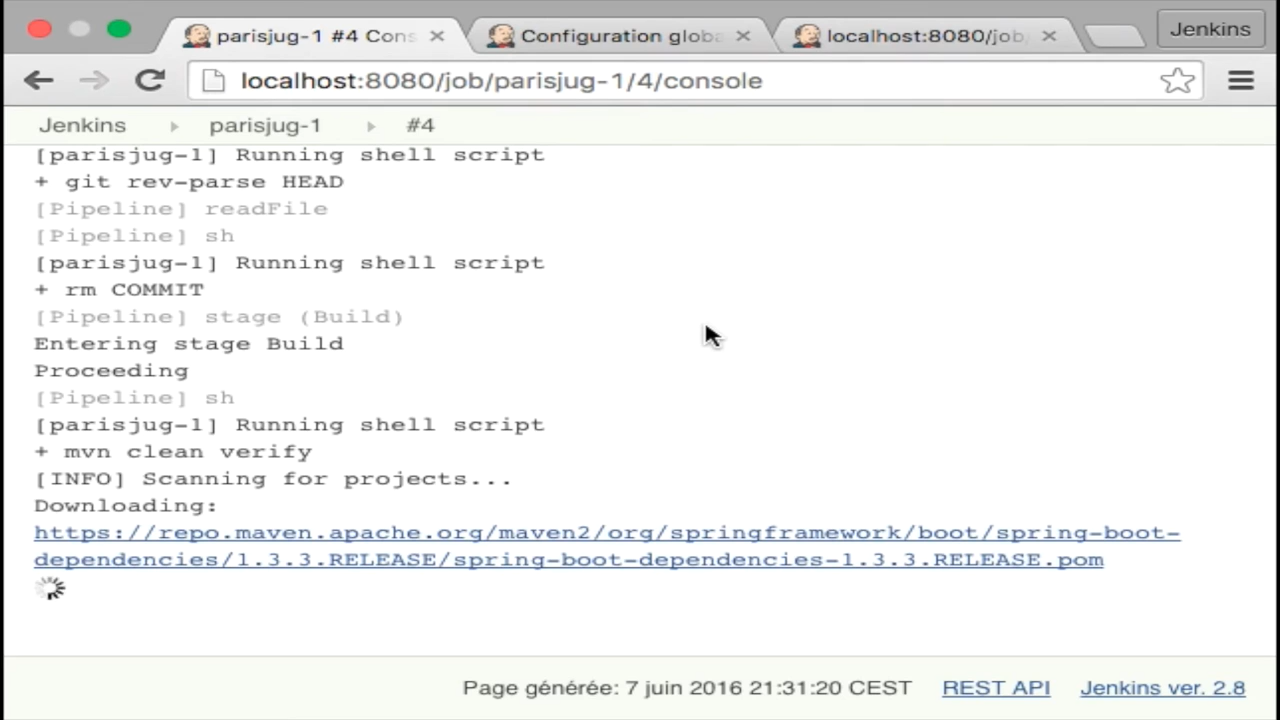 parisjug-1 #4 Cons
Configuration globa
localhost:8080/job,
Jenkins
localhost:8080/job/parisjug-1/4/console
Jenkins parisjug-1 #4
[parisjug-1] Running shell script
+ git rev-parse HEAD
[Pipeline] readFile
[Pipeline] sh
[parisjug-1] Running shell script
+ rm COMMIT
[Pipeline] stage (Build)
Entering stage Build
Proceeding
[Pipeline] sh
[parisjug-1] Running shell script
+ mvn clean verify
[INFO] Scanning for projects...
Downloading:
https://repo.maven.apache.org/maven2/org/springframework/boot/spring-boot-
dependencies/1.3.3.RELEASE/spring-boot-dependencies-1.3.3.RELEASE.pom
Page générée: 7 juin 2016 21:31:20 CEST REST API Jenkins ver. 2.8